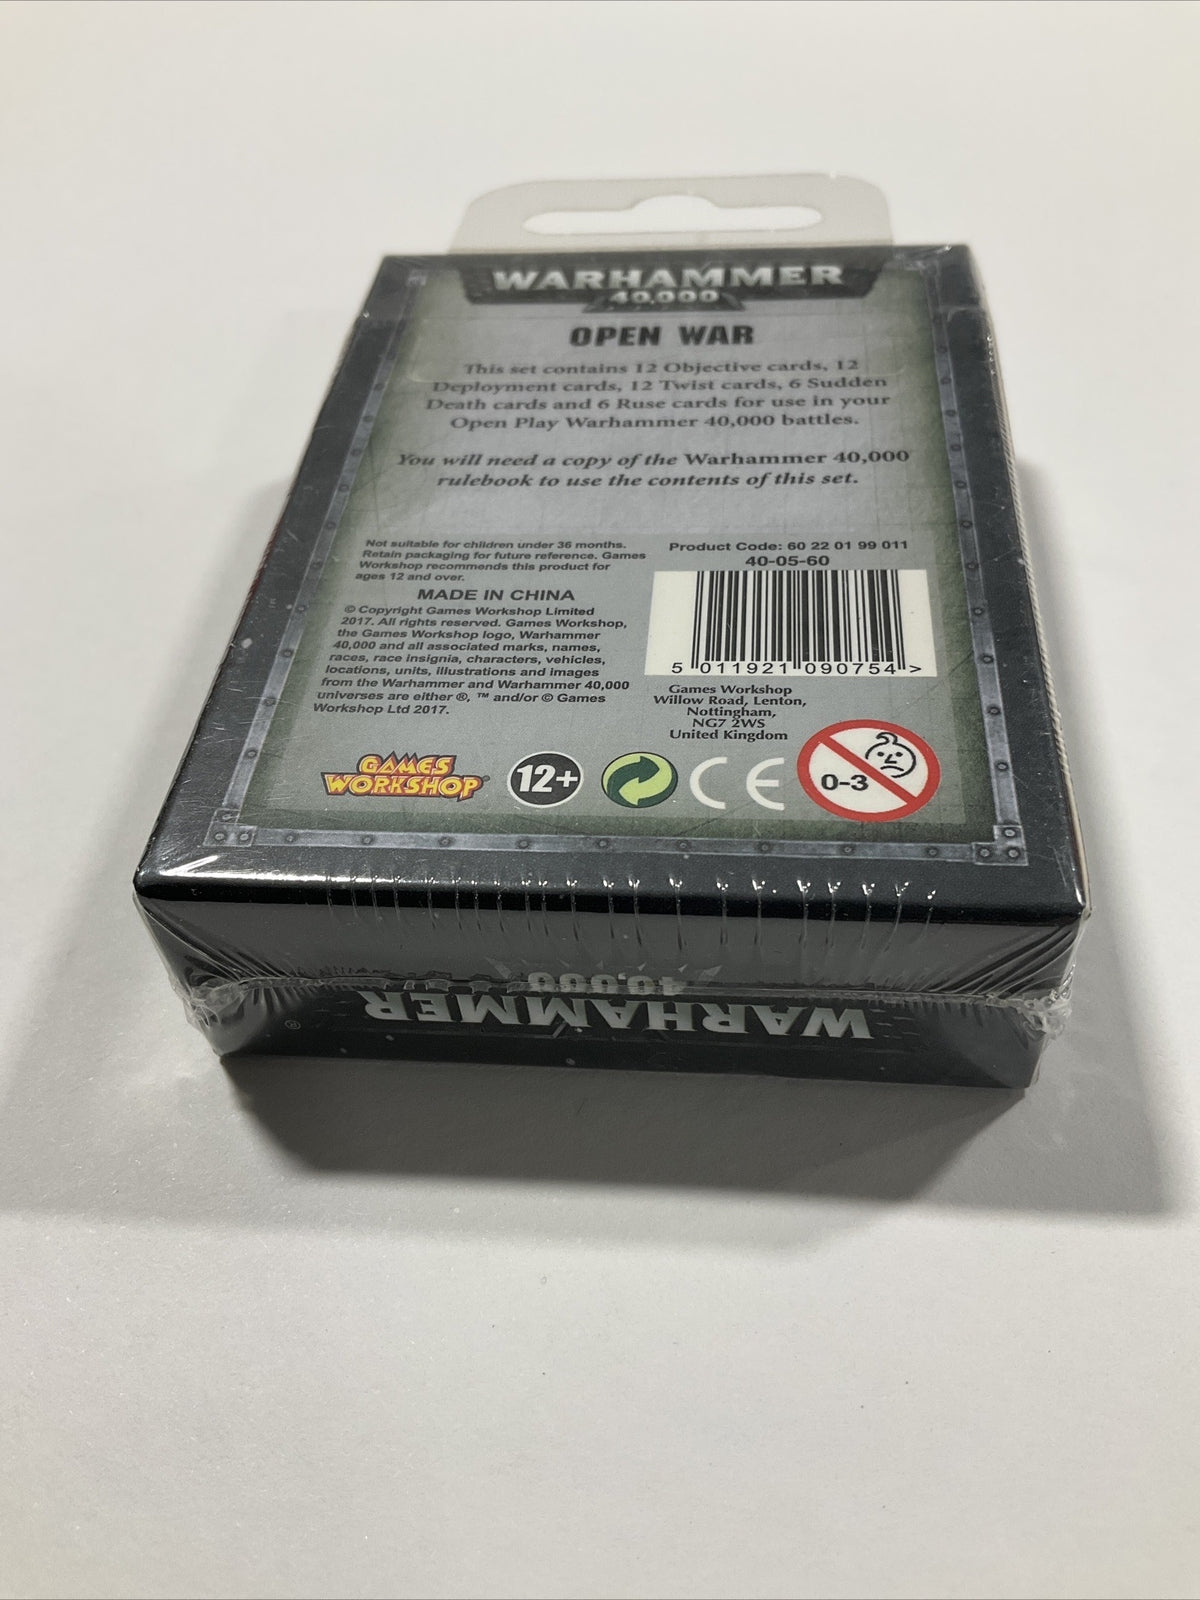 WARHAMMER
40,000
OPEN WAR
This set contains 12 Objective cards, 12
Deployment cards, 12 Twist cards, 6 Sudden
Death cards and 6 Ruse cards for use in your
Open Play Warhammer 40,000 battles.
You will need a copy of the Warhammer 40,000
rulebook to use the contents of this set.
Not suitable for children under 36 months.
Retain packaging for future reference. Games
Workshop recommends this product for
ages 12 and over.
MADE IN CHINA
© Copyright Games Workshop Limited
2017. All rights reserved. Games Workshop,
the Games Workshop logo, Warhammer
40,000 and all associated marks, names,
races, race insignia, characters, vehicles,
locations, units, illustrations and images
from the Warhammer and Warhammer 40,000
universes are either ®, ™ and/or © Games
Workshop Ltd 2017.
Product Code: 60 22 01 99 011
40-05-60
5 011921 090754 >
Games Workshop
Willow Road, Lenton,
Nottingham,
NG7 2WS
United Kingdom
GAMES
WORKSHOP®
12+
CE
0-3
WARHAMMER®
40,000